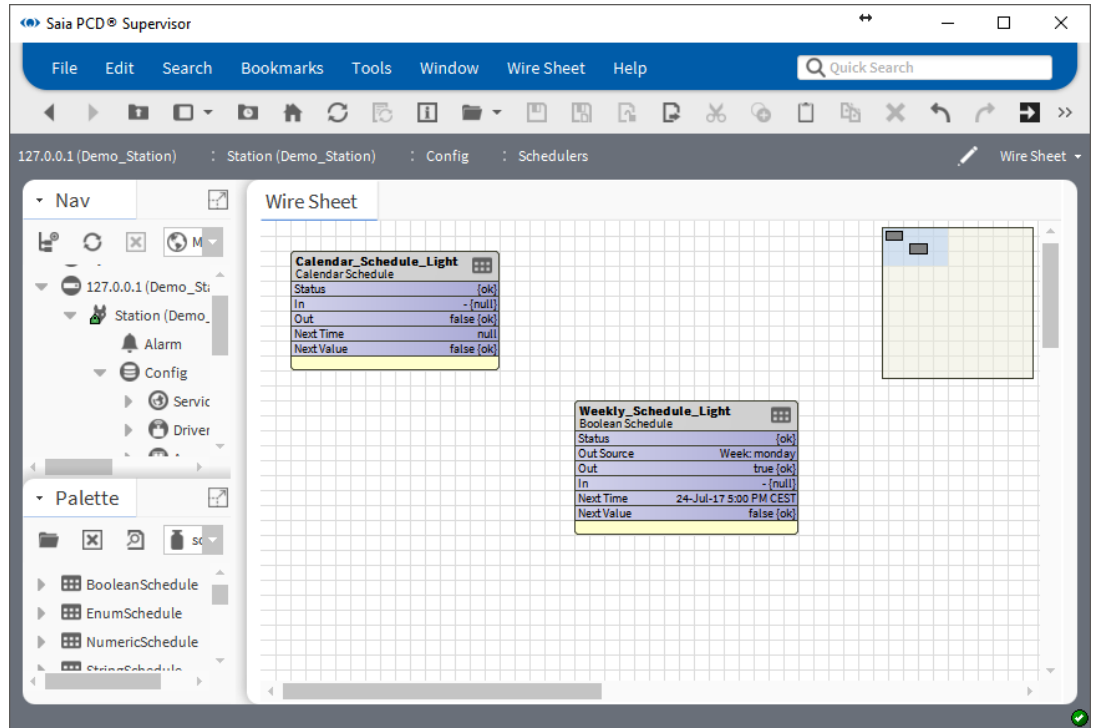 Saia PCD® Supervisor
File Edit Search Bookmarks Tools Window Wire Sheet Help Quick Search
127.0.0.1 (Demo_Station) : Station (Demo_Station) : Config : Schedulers Wire Sheet
Nav
M
127.0.0.1 (Demo_Sta
Station (Demo_
Alarm
Config
Servic
Driver
Palette
sc
BooleanSchedule
EnumSchedule
NumericSchedule
StringSchedule
Wire Sheet
Calendar_Schedule_Light
Calendar Schedule
Status {ok}
In - {null}
Out false {ok}
Next Time null
Next Value false {ok}
Weekly_Schedule_Light
Boolean Schedule
Status {ok}
Out Source Week: monday
Out true {ok}
In - {null}
Next Time 24-Jul-17 5:00 PM CEST
Next Value false {ok}